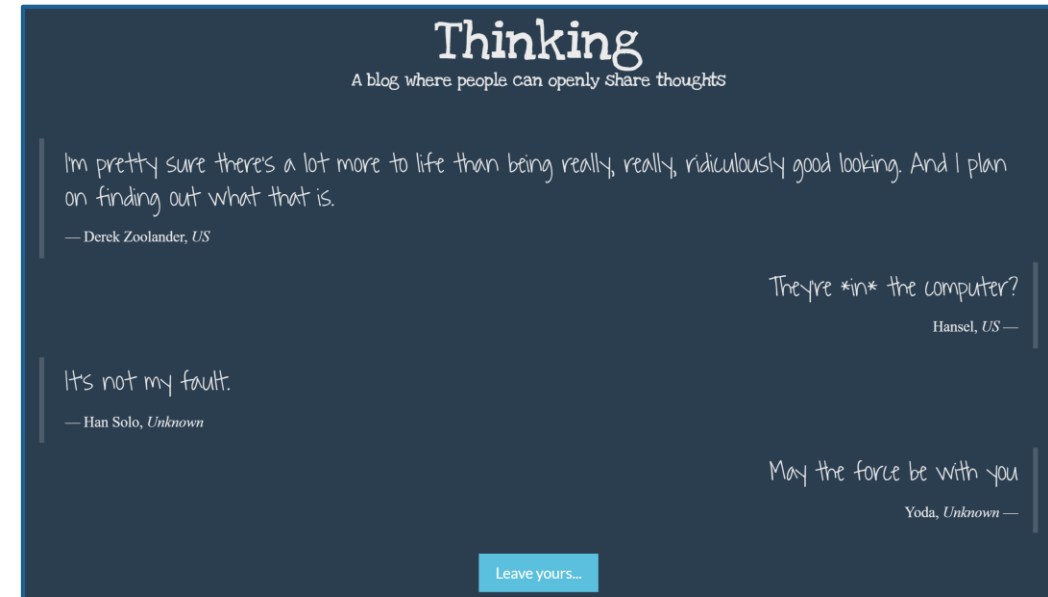 Thinking
A blog where people can openly share thoughts
I'm pretty sure there's a lot more to life than being really, really, ridiculously good looking. And I plan
on finding out what that is.
— Derek Zoolander, US
They're *in* the computer?
Hansel, US —
It's not my fault.
— Han Solo, Unknown
May the force be with you
Yoda, Unknown —
Leave yours...